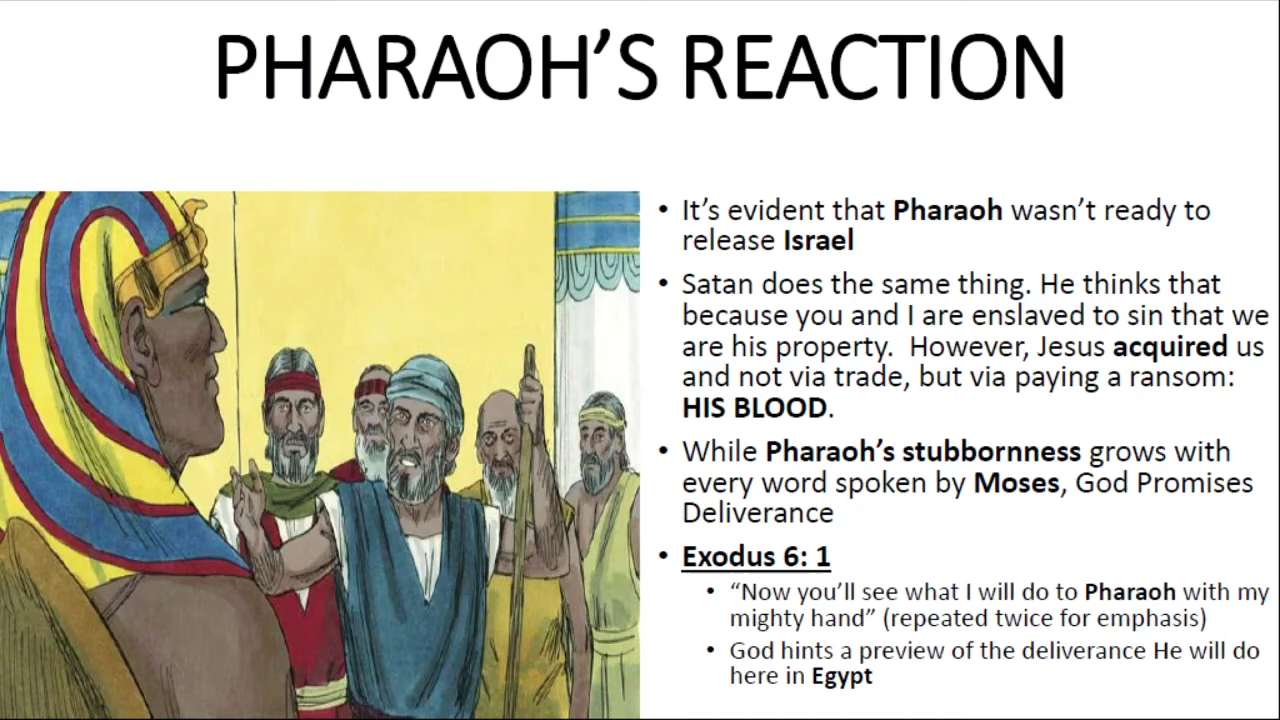 PHARAOH’S REACTION
• It’s evident that Pharaoh wasn’t ready to
release Israel
• Satan does the same thing. He thinks that
because you and I are enslaved to sin that we
are his property.  However, Jesus acquired us
and not via trade, but via paying a ransom:
HIS BLOOD.
• While Pharaoh’s stubbornness grows with
every word spoken by Moses, God Promises
Deliverance
• Exodus 6: 1
• “Now you’ll see what I will do to Pharaoh with my
mighty hand” (repeated twice for emphasis)
• God hints a preview of the deliverance He will do
here in Egypt